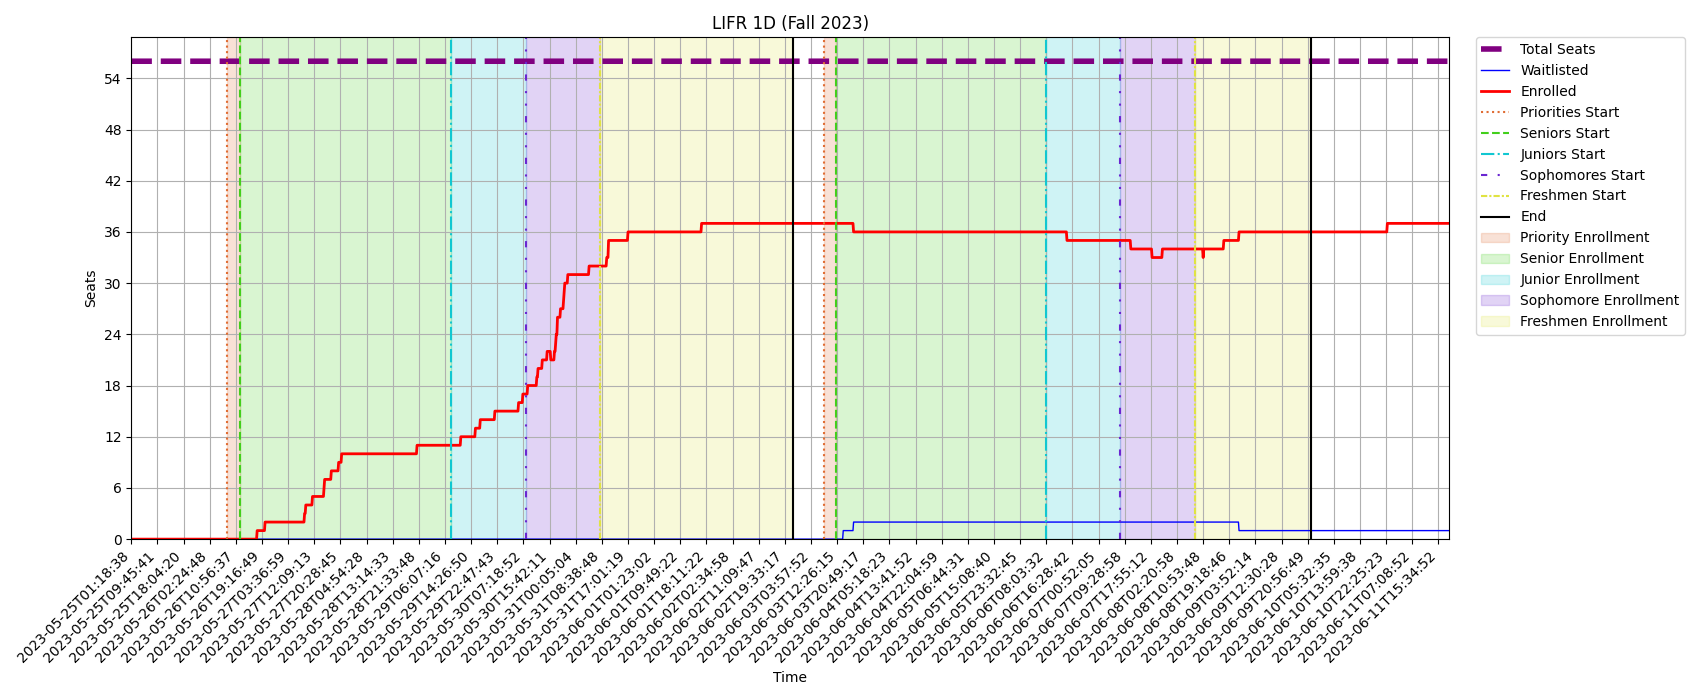 LIFR 1D (Fall 2023)
Seats
54
48
42
36
30
24
18
12
6
0
2023-05-25T01:18:38
2023-05-25T09:45:41
2023-05-25T18:04:20
2023-05-26T02:24:48
2023-05-26T10:56:37
2023-05-26T19:16:49
2023-05-27T03:36:59
2023-05-27T12:09:13
2023-05-27T20:28:45
2023-05-28T04:54:28
2023-05-28T13:14:33
2023-05-28T21:33:48
2023-05-29T06:07:16
2023-05-29T14:26:50
2023-05-29T22:47:43
2023-05-30T07:18:52
2023-05-30T15:42:11
2023-05-31T00:05:04
2023-05-31T08:38:48
2023-05-31T17:01:19
2023-06-01T01:23:02
2023-06-01T09:49:22
2023-06-01T18:11:22
2023-06-02T02:34:58
2023-06-02T11:09:47
2023-06-02T19:33:17
2023-06-03T03:57:52
2023-06-03T12:26:15
2023-06-03T20:49:17
2023-06-04T05:18:23
2023-06-04T13:41:52
2023-06-04T22:04:59
2023-06-05T06:44:31
2023-06-05T15:08:40
2023-06-05T23:32:45
2023-06-06T08:03:32
2023-06-06T16:28:42
2023-06-07T00:52:05
2023-06-07T09:28:58
2023-06-07T17:55:12
2023-06-08T02:20:58
2023-06-08T10:53:48
2023-06-08T19:18:46
2023-06-09T03:52:14
2023-06-09T12:30:28
2023-06-09T20:56:49
2023-06-10T05:32:35
2023-06-10T13:59:38
2023-06-10T22:25:23
2023-06-11T07:08:52
2023-06-11T15:34:52
Time
Total Seats
Waitlisted
Enrolled
Priorities Start
Seniors Start
Juniors Start
Sophomores Start
Freshmen Start
End
Priority Enrollment
Senior Enrollment
Junior Enrollment
Sophomore Enrollment
Freshmen Enrollment